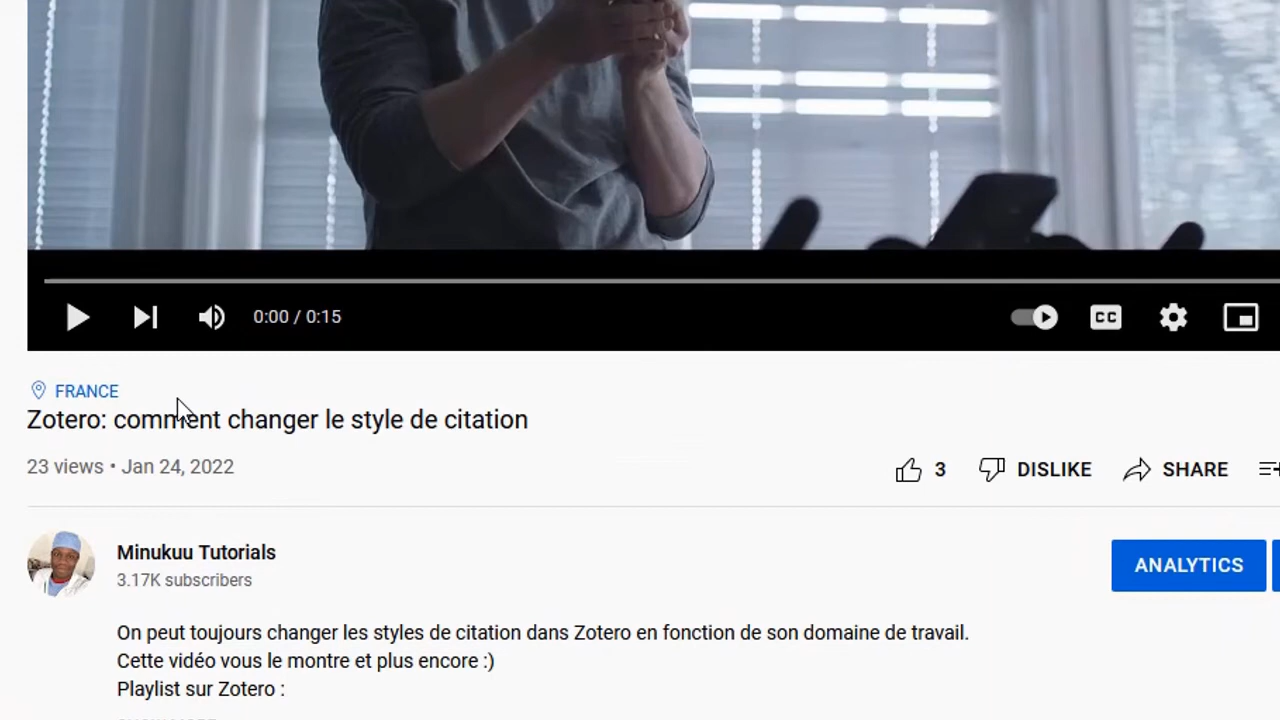 0:00 / 0:15
CC
FRANCE
Zotero: comment changer le style de citation
23 views • Jan 24, 2022
3 DISLIKE SHARE
Minukuu Tutorials
3.17K subscribers
ANALYTICS
On peut toujours changer les styles de citation dans Zotero en fonction de son domaine de travail.
Cette vidéo vous le montre et plus encore :)
Playlist sur Zotero :